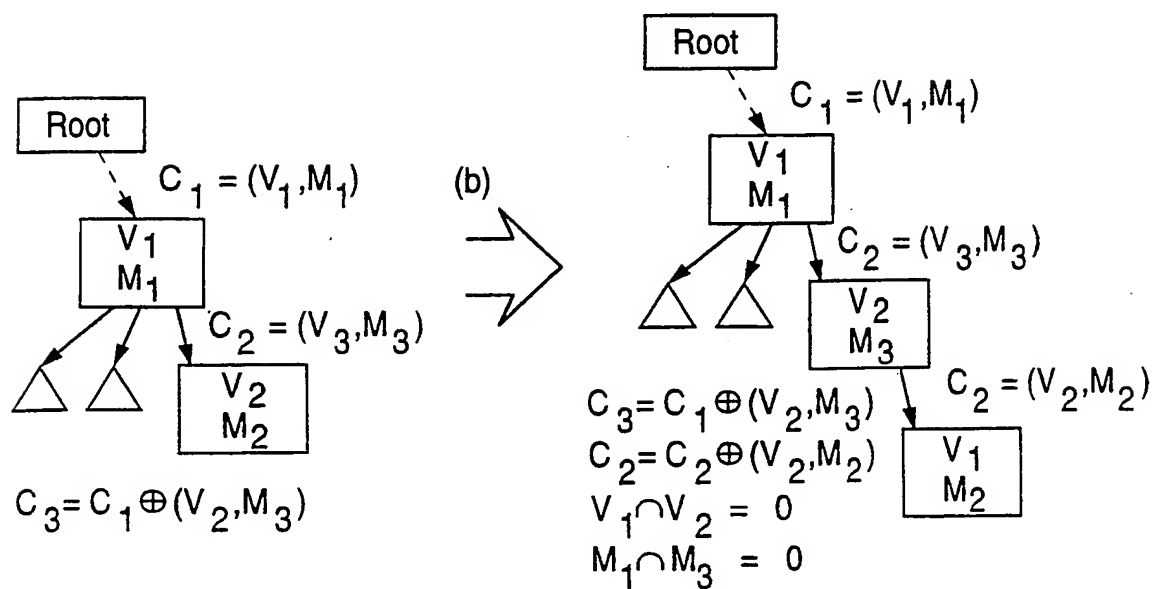 Root
C₁ = (V₁,M₁)
V₁
M₁
C₂ = (V₃,M₃)
V₂
M₂
C₃=C₁⊕(V₂,M₃)
(b)
Root
C₁ = (V₁,M₁)
V₁
M₁
C₂ = (V₃,M₃)
V₂
M₃
C₂ = (V₂,M₂)
V₁
M₂
C₃=C₁⊕(V₂,M₃)
C₂=C₂⊕(V₂,M₂)
V₁∩V₂ = 0
M₁∩M₃ = 0